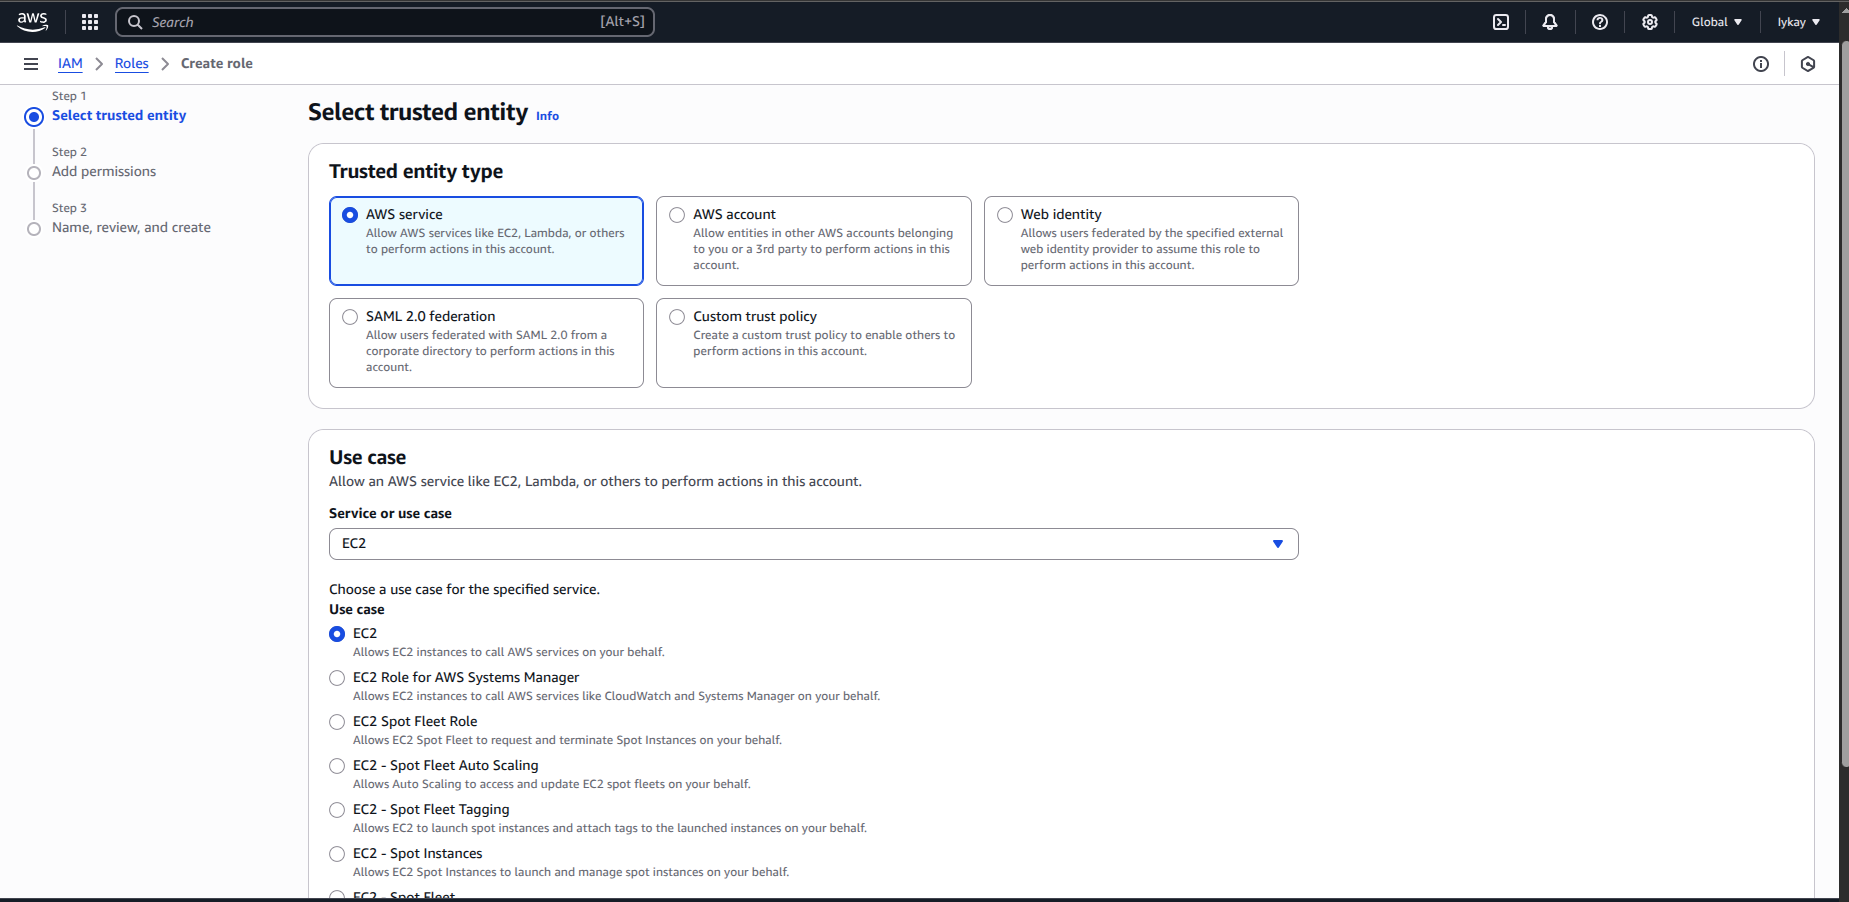 aws
Search [Alt+S] Global Iykay
IAM Roles Create role
Step 1
Select trusted entity
Step 2
Add permissions
Step 3
Name, review, and create
Select trusted entity Info
Trusted entity type
AWS service
Allow AWS services like EC2, Lambda, or others
to perform actions in this account.
AWS account
Allow entities in other AWS accounts belonging
to you or a 3rd party to perform actions in this
account.
Web identity
Allows users federated by the specified external
web identity provider to assume this role to
perform actions in this account.
SAML 2.0 federation
Allow users federated with SAML 2.0 from a
corporate directory to perform actions in this
account.
Custom trust policy
Create a custom trust policy to enable others to
perform actions in this account.
Use case
Allow an AWS service like EC2, Lambda, or others to perform actions in this account.
Service or use case
EC2
Choose a use case for the specified service.
Use case
EC2
Allows EC2 instances to call AWS services on your behalf.
EC2 Role for AWS Systems Manager
Allows EC2 instances to call AWS services like CloudWatch and Systems Manager on your behalf.
EC2 Spot Fleet Role
Allows EC2 Spot Fleet to request and terminate Spot Instances on your behalf.
EC2 - Spot Fleet Auto Scaling
Allows Auto Scaling to access and update EC2 spot fleets on your behalf.
EC2 - Spot Fleet Tagging
Allows EC2 to launch spot instances and attach tags to the launched instances on your behalf.
EC2 - Spot Instances
Allows EC2 Spot Instances to launch and manage spot instances on your behalf.
EC2 - Spot Fleet